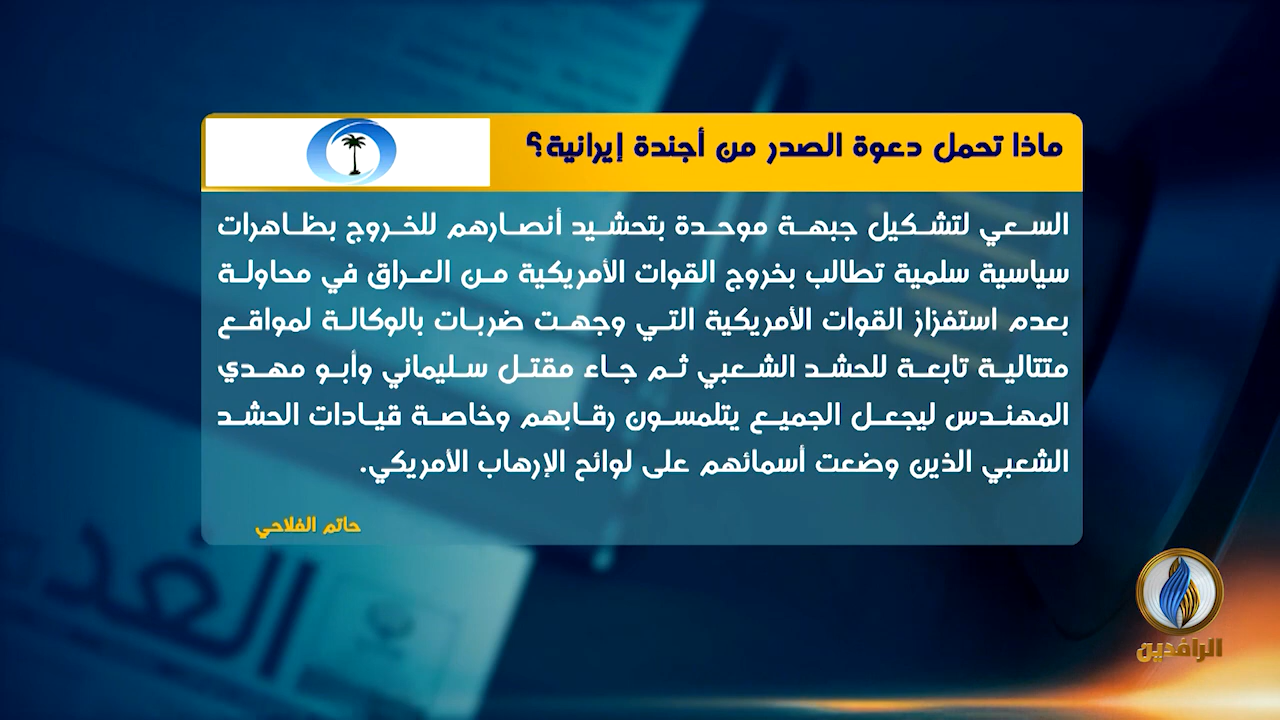 ماذا تحمل دعوة الصدر من أجندة إيرانية؟
السعي لتشكيل جبهة موحدة بتحشيد أنصارهم للخروج بظاهرات
سياسية سلمية تطالب بخروج القوات الأمريكية من العراق في محاولة
بعدم استفزاز القوات الأمريكية التي وجهت ضربات بالوكالة لمواقع
متتالية تابعة للحشد الشعبي ثم جاء مقتل سليماني وأبو مهدي
المهندس ليجعل الجميع يتلمسون رقابهم وخاصة قيادات الحشد
الشعبي الذين وضعت أسمائهم على لوائح الإرهاب الأمريكي.
حاتم الفلاحي
الغد
الرافدين